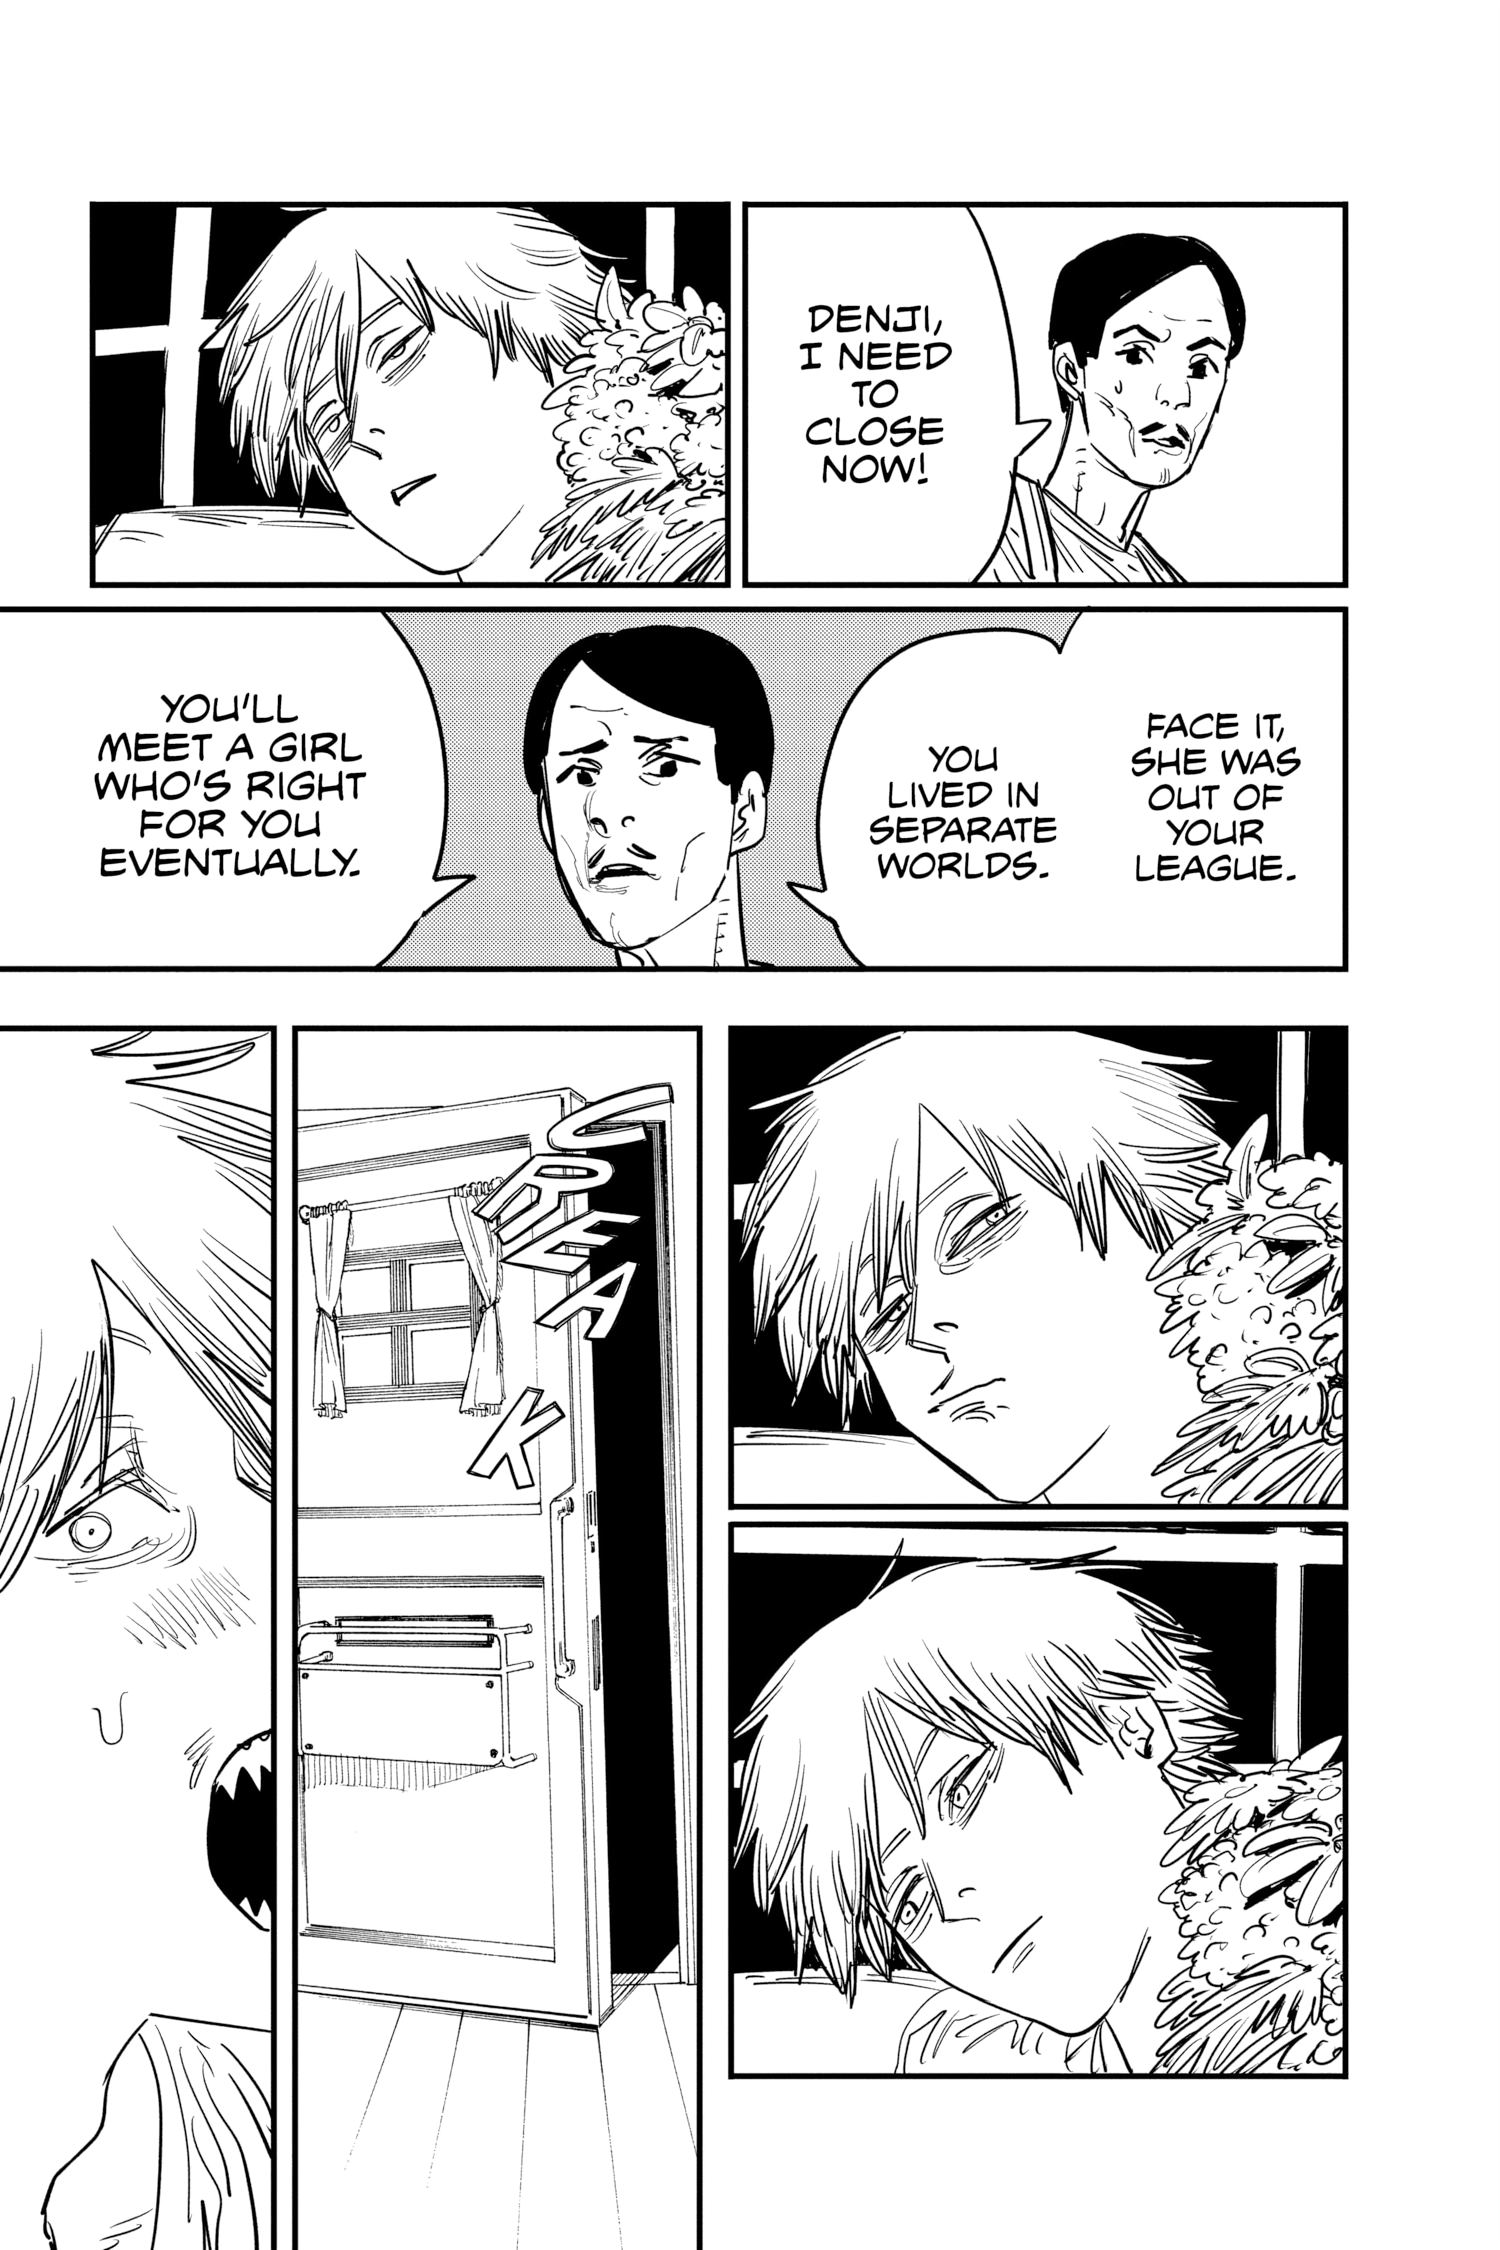 DENJI,
I NEED
TO
CLOSE
NOW!
FACE IT,
SHE WAS
OUT OF
YOUR
LEAGUE.
YOU
LIVED IN
SEPARATE
WORLDS.
YOU'LL
MEET A GIRL
WHO'S RIGHT
FOR YOU
EVENTUALLY.
CREAK